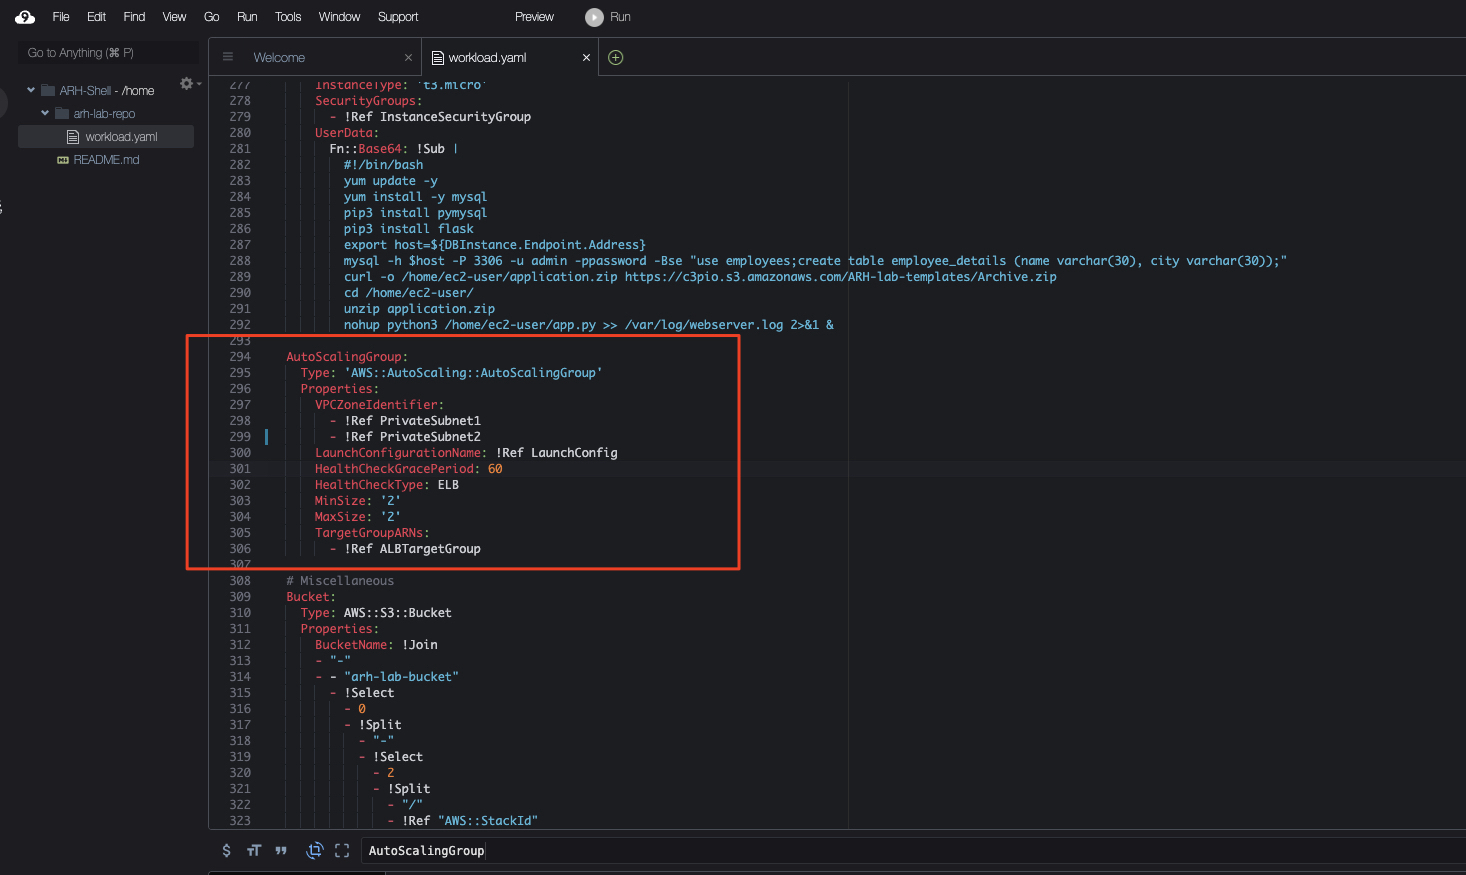 File Edit Find View Go Run Tools Window Support Preview Run
Go to Anything (⌘ P)
ARH-Shell - /home
arh-lab-repo
workload.yaml
README.md
Welcome
workload.yaml
277 InstanceType: 't3.micro'
278 SecurityGroups:
279 - !Ref InstanceSecurityGroup
280 UserData:
281 Fn::Base64: !Sub |
282 #!/bin/bash
283 yum update -y
284 yum install -y mysql
285 pip3 install pymysql
286 pip3 install flask
287 export host=${DBInstance.Endpoint.Address}
288 mysql -h $host -P 3306 -u admin -ppassword -Bse "use employees;create table employee_details (name varchar(30), city varchar(30));"
289 curl -o /home/ec2-user/application.zip https://c3pio.s3.amazonaws.com/ARH-lab-templates/Archive.zip
290 cd /home/ec2-user/
291 unzip application.zip
292 nohup python3 /home/ec2-user/app.py >> /var/log/webserver.log 2>&1 &
293
294 AutoScalingGroup:
295 Type: 'AWS::AutoScaling::AutoScalingGroup'
296 Properties:
297 VPCZoneIdentifier:
298 - !Ref PrivateSubnet1
299 - !Ref PrivateSubnet2
300 LaunchConfigurationName: !Ref LaunchConfig
301 HealthCheckGracePeriod: 60
302 HealthCheckType: ELB
303 MinSize: '2'
304 MaxSize: '2'
305 TargetGroupARNs:
306 - !Ref ALBTargetGroup
307
308 # Miscellaneous
309 Bucket:
310 Type: AWS::S3::Bucket
311 Properties:
312 BucketName: !Join
313 - "-"
314 - - "arh-lab-bucket"
315 - !Select
316 - 0
317 - !Split
318 - "-"
319 - !Select
320 - 2
321 - !Split
322 - "/"
323 - !Ref "AWS::StackId"
AutoScalingGroup